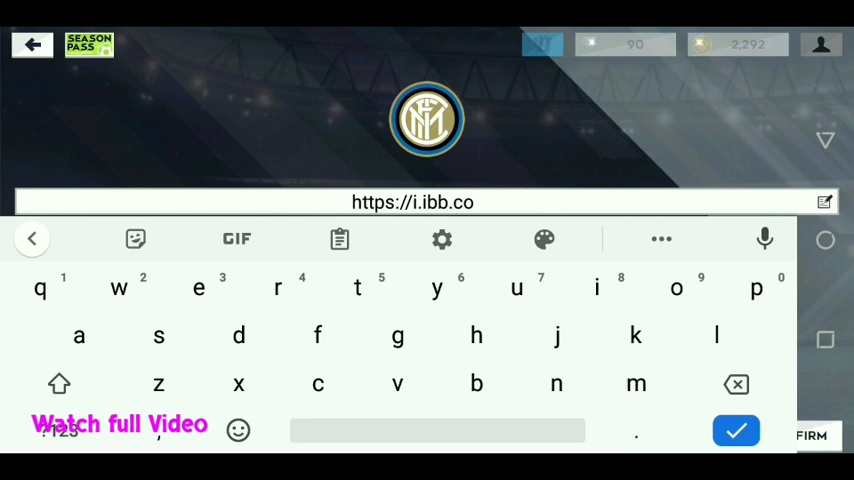 SEASON PASS
90
2,292
https://i.ibb.co
GIF
q 1 w 2 e 3 r 4 t 5 y 6 u 7 i 8 o 9 p 0
a s d f g h j k l
z x c v b n m
Watch full Video
?123 , .
FIRM